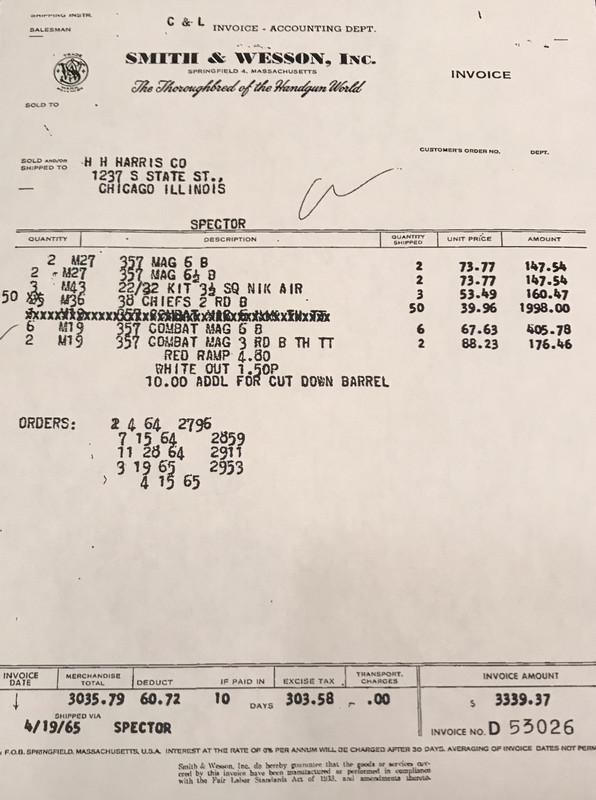 SHIPPING INSTR.
SALESMAN
C & L INVOICE - ACCOUNTING DEPT.
SMITH & WESSON, INC.
SPRINGFIELD 4, MASSACHUSETTS
The Thoroughbred of the Handgun World
INVOICE
SOLD TO
CUSTOMER'S ORDER NO. DEPT.
SOLD AND/OR SHIPPED TO
H H HARRIS CO
1237 S STATE ST.,
CHICAGO ILLINOIS
SPECTOR
QUANTITY DESCRIPTION QUANTITY SHIPPED UNIT PRICE AMOUNT
2 M27 357 MAG 6 B 2 73.77 147.54
2 M27 357 MAG 6½ B 2 73.77 147.54
3 M43 22/32 KIT 3½ SQ NIK AIR 3 53.49 160.47
50 M36 38 CHIEFS 2 RD B 50 39.96 1998.00
6 M19 357 COMBAT MAG 6 B 6 67.63 405.78
2 M19 357 COMBAT MAG 3 RD B TH TT 2 88.23 176.46
RED RAMP 4.80
WHITE OUT 1.50P
10.00 ADDL FOR CUT DOWN BARREL
ORDERS: 2 4 64 2796
7 15 64 2859
11 28 64 2911
3 19 65 2953
4 15 65
INVOICE DATE MERCHANDISE TOTAL DEDUCT IF PAID IN EXCISE TAX TRANSPORT. CHARGES INVOICE AMOUNT
3035.79 60.72 10 DAYS 303.58 .00 $ 3339.37
SHIPPED VIA
4/19/65 SPECTOR INVOICE NO. D 53026
F.O.B. SPRINGFIELD, MASSACHUSETTS, U.S.A. INTEREST AT THE RATE OF 6% PER ANNUM WILL BE CHARGED AFTER 30 DAYS. AVERAGING OF INVOICE DATES NOT PERM
Smith & Wesson, Inc. do hereby guarantee that the goods or services cov-
ered by this invoice have been manufactured or performed in compliance
with the Fair Labor Standards Act of 1938, and amendments thereto.